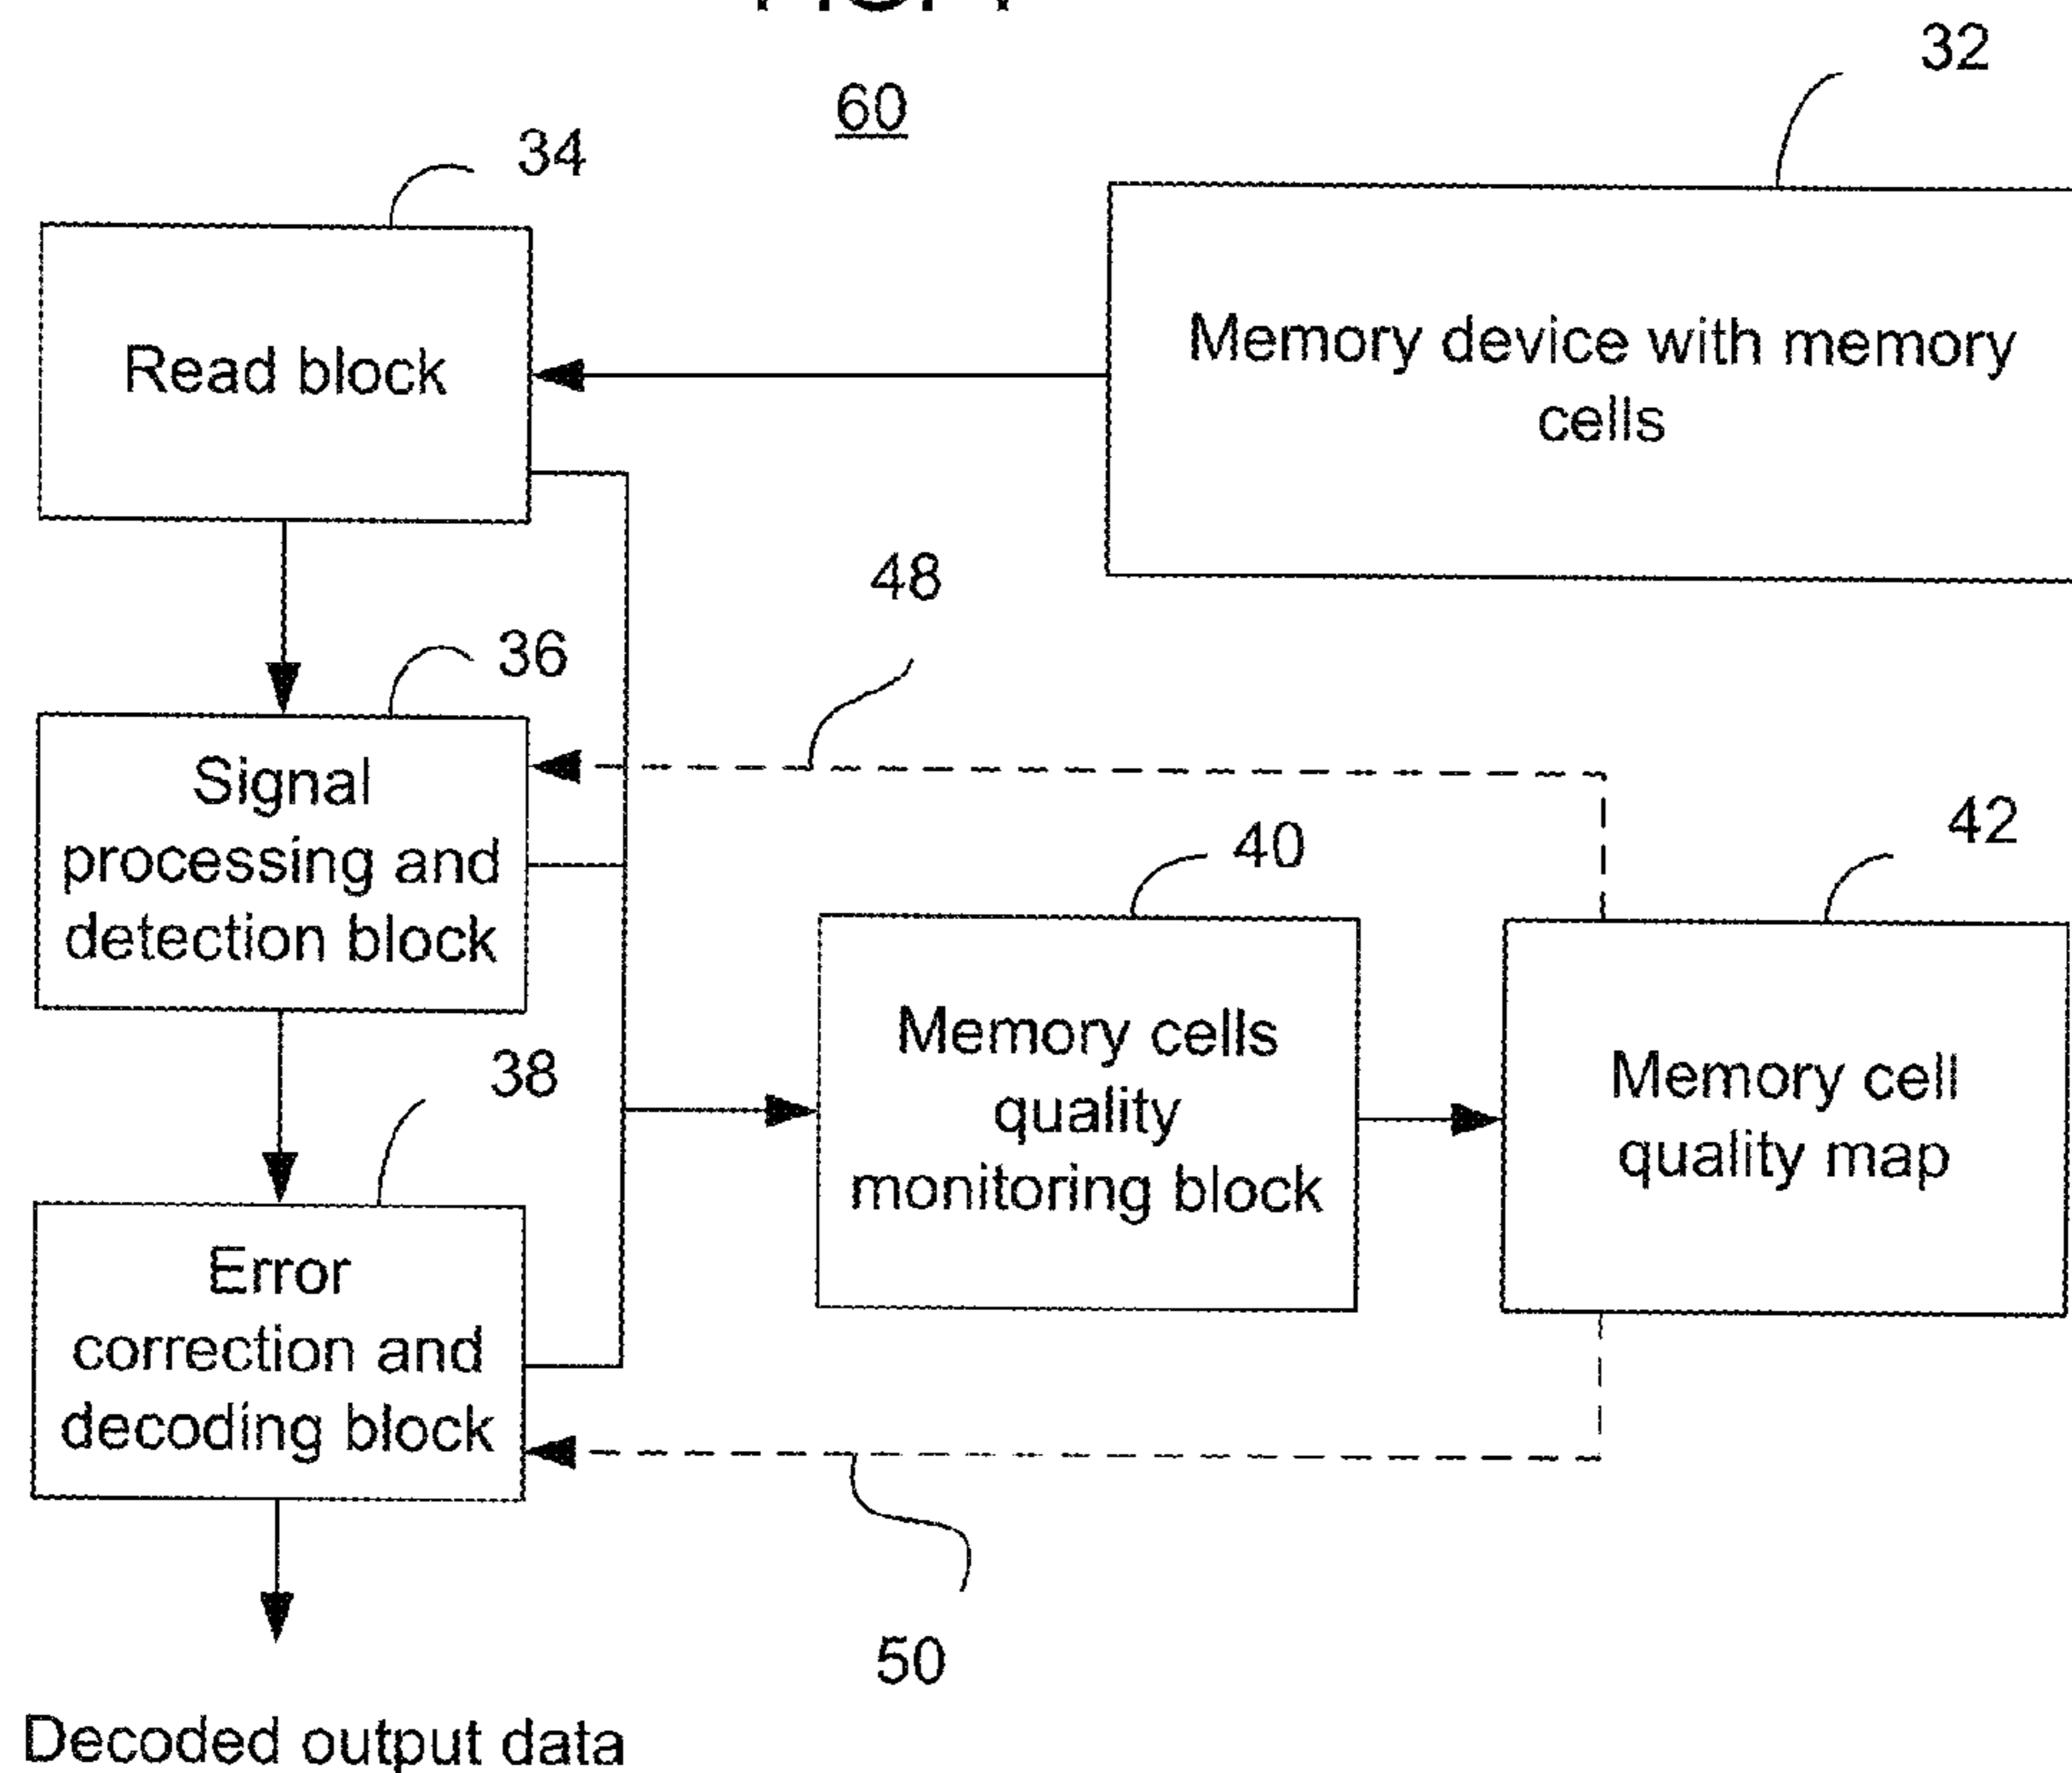 60
32
34
Read block
Memory device with memory
cells
48
36
Signal
processing and
detection block
40
42
Memory cells
quality
monitoring block
Memory cell
quality map
38
Error
correction and
decoding block
50
Decoded output data